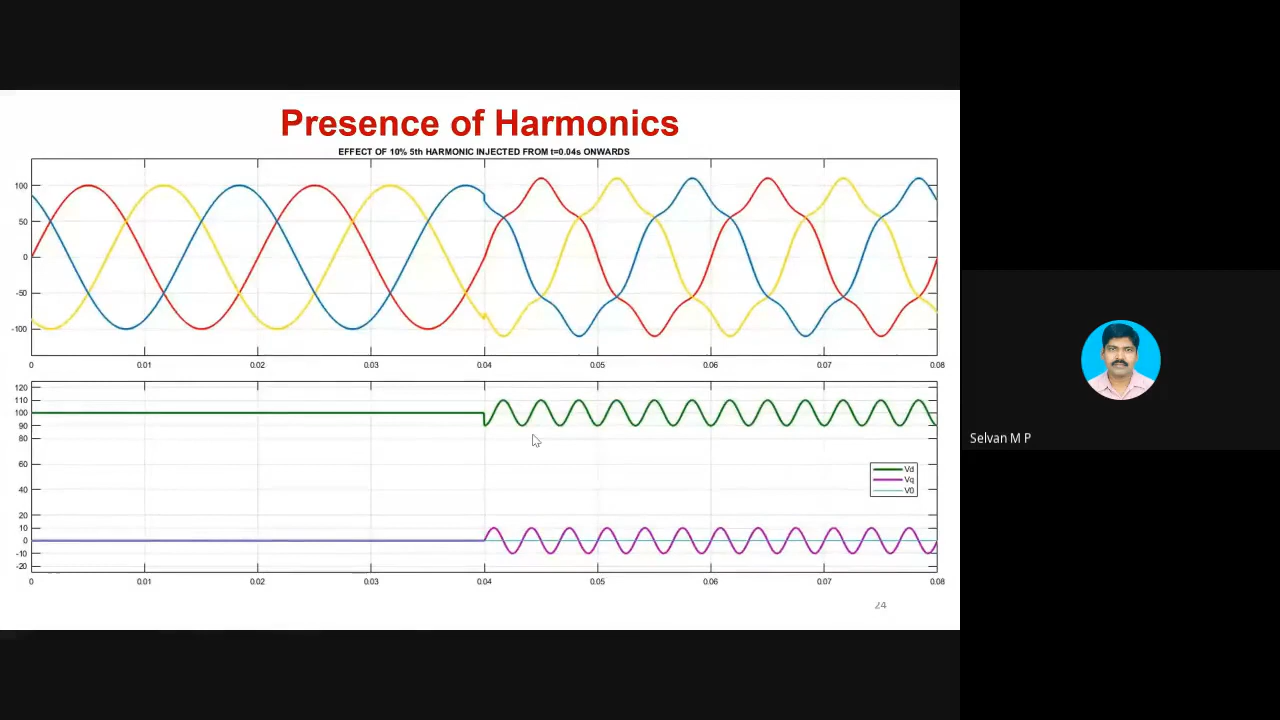 Presence of Harmonics
EFFECT OF 10% 5th HARMONIC INJECTED FROM t=0.04s ONWARDS
100
50
0
-50
-100
0 0.01 0.02 0.03 0.04 0.05 0.06 0.07 0.08
120
110
100
90
80
60
40
20
10
0
-10
-20
Vd
Vq
V0
0 0.01 0.02 0.03 0.04 0.05 0.06 0.07 0.08
24
Selvan M P